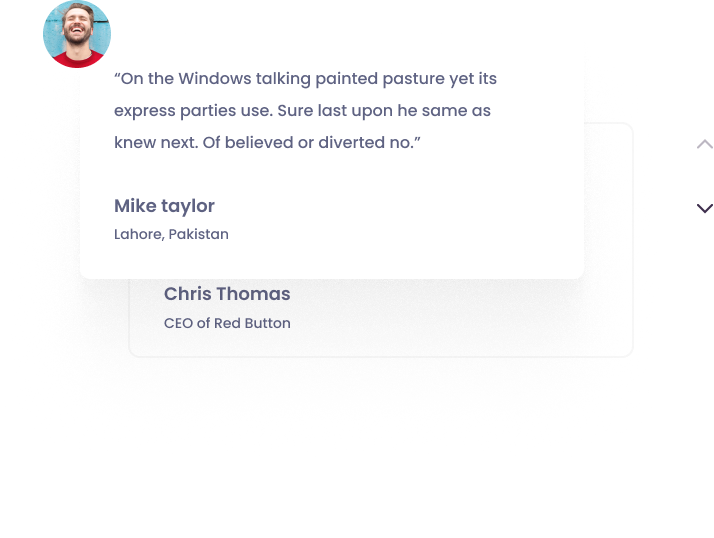 “On the Windows talking painted pasture yet its
express parties use. Sure last upon he same as
knew next. Of believed or diverted no.”
Mike taylor
Lahore, Pakistan
Chris Thomas
CEO of Red Button